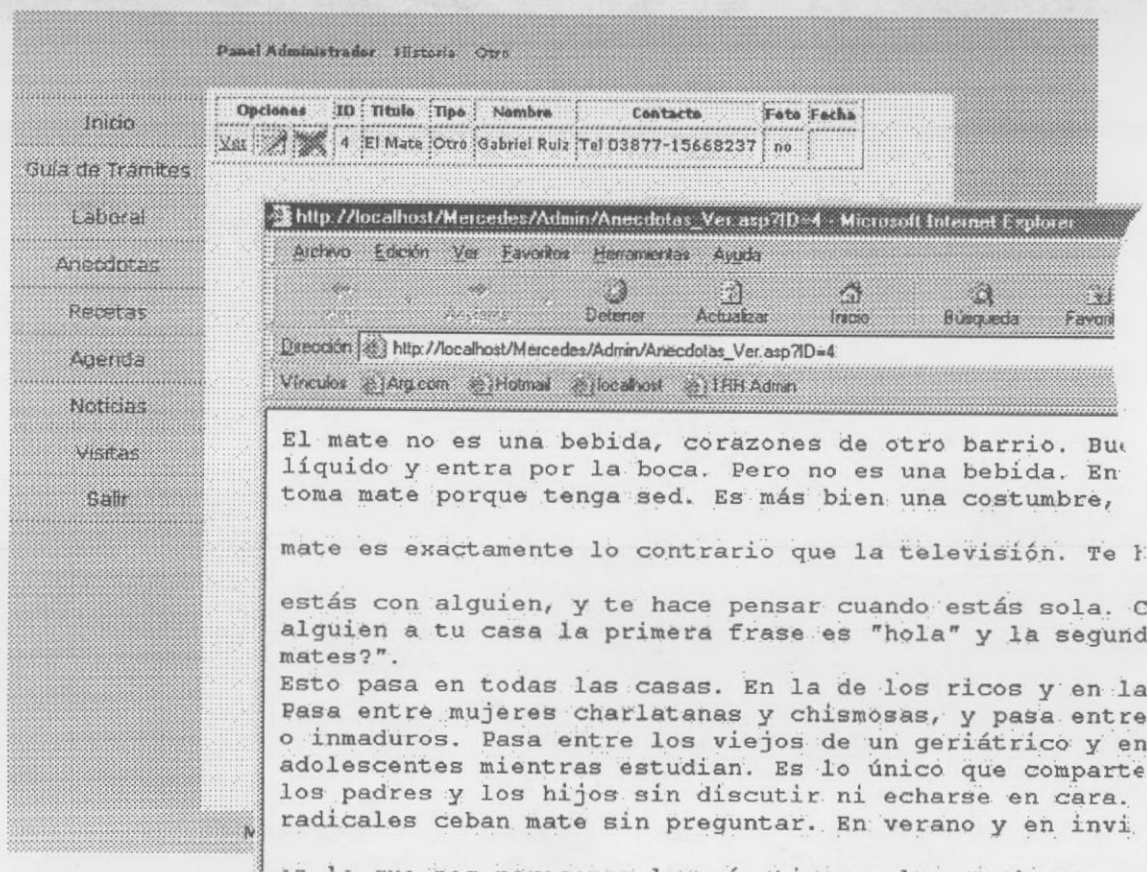 Panel Administrador Historia Otro
Opciones ID Titulo Tipo Nombre Contacto Foto Fecha
Ver 4 El Mate Otro Gabriel Ruiz Tel 03877-15668237 no
Inicio
Guía de Trámites
Laboral
Anecdotas
Recetas
Agenda
Noticias
Visitas
Salir
http://localhost/Mercedes/Admin/Anecdotas_Ver.asp?ID=4 - Microsoft Internet Explorer
Archivo Edición Ver Favoritos Herramientas Ayuda
Detener Actualizar Inicio Búsqueda Favori
Dirección http://localhost/Mercedes/Admin/Anecdotas_Ver.asp?ID=4
Vínculos Arg.com Hotmail localhost Admin
El mate no es una bebida, corazones de otro barrio. Bue
líquido y entra por la boca. Pero no es una bebida. En
toma mate porque tenga sed. Es más bien una costumbre,
mate es exactamente lo contrario que la televisión. Te
estás con alguien, y te hace pensar cuando estás sola. C
alguien a tu casa la primera frase es "hola" y la segund
mates?".
Esto pasa en todas las casas. En la de los ricos y en la
Pasa entre mujeres charlatanas y chismosas, y pasa entre
o inmaduros. Pasa entre los viejos de un geriátrico y en
adolescentes mientras estudian. Es lo único que comparte
los padres y los hijos sin discutir ni echarse en cara.
radicales ceban mate sin preguntar. En verano y en invi